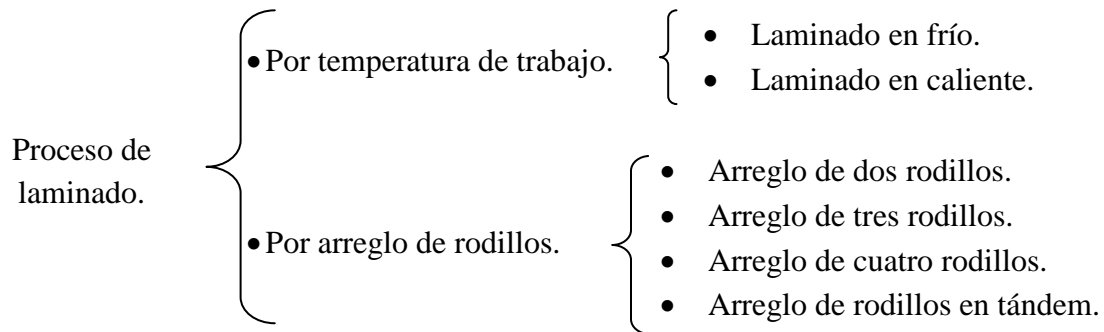 Proceso de
laminado.
• Por temperatura de trabajo.
• Laminado en frío.
• Laminado en caliente.
• Por arreglo de rodillos.
• Arreglo de dos rodillos.
• Arreglo de tres rodillos.
• Arreglo de cuatro rodillos.
• Arreglo de rodillos en tándem.